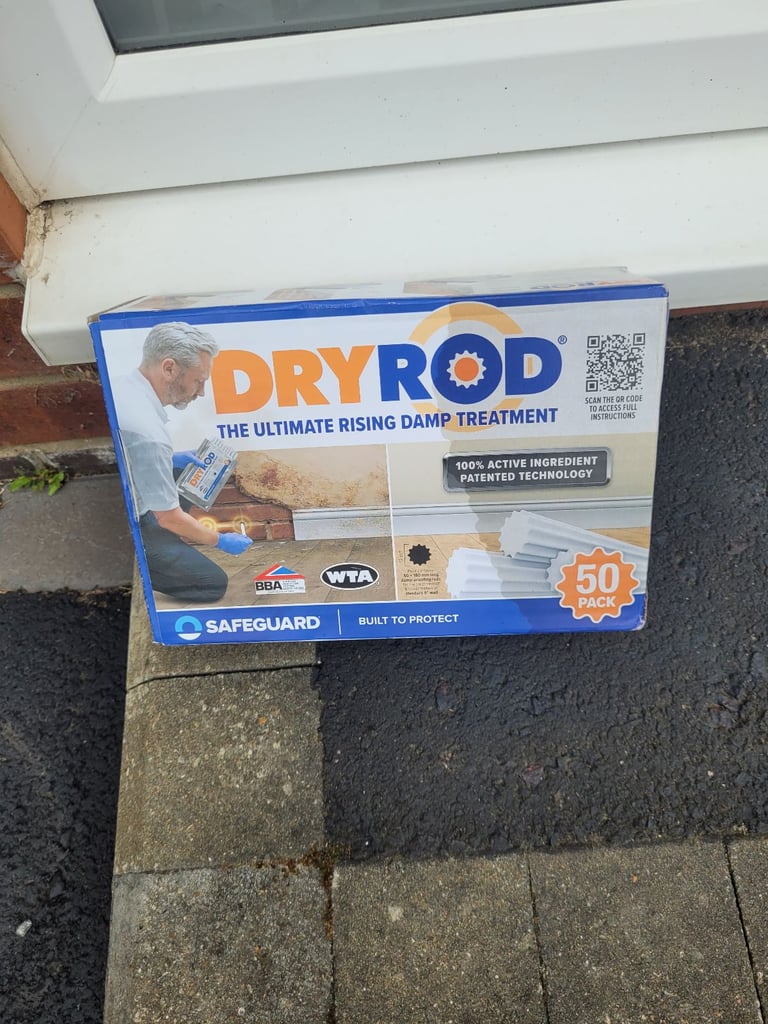 DRYROD®
THE ULTIMATE RISING DAMP TREATMENT
SCAN THE QR CODE
TO ACCESS FULL
INSTRUCTIONS
DRYROD
100% ACTIVE INGREDIENT
PATENTED TECHNOLOGY
BBA
WTA
50
PACK
SAFEGUARD
BUILT TO PROTECT